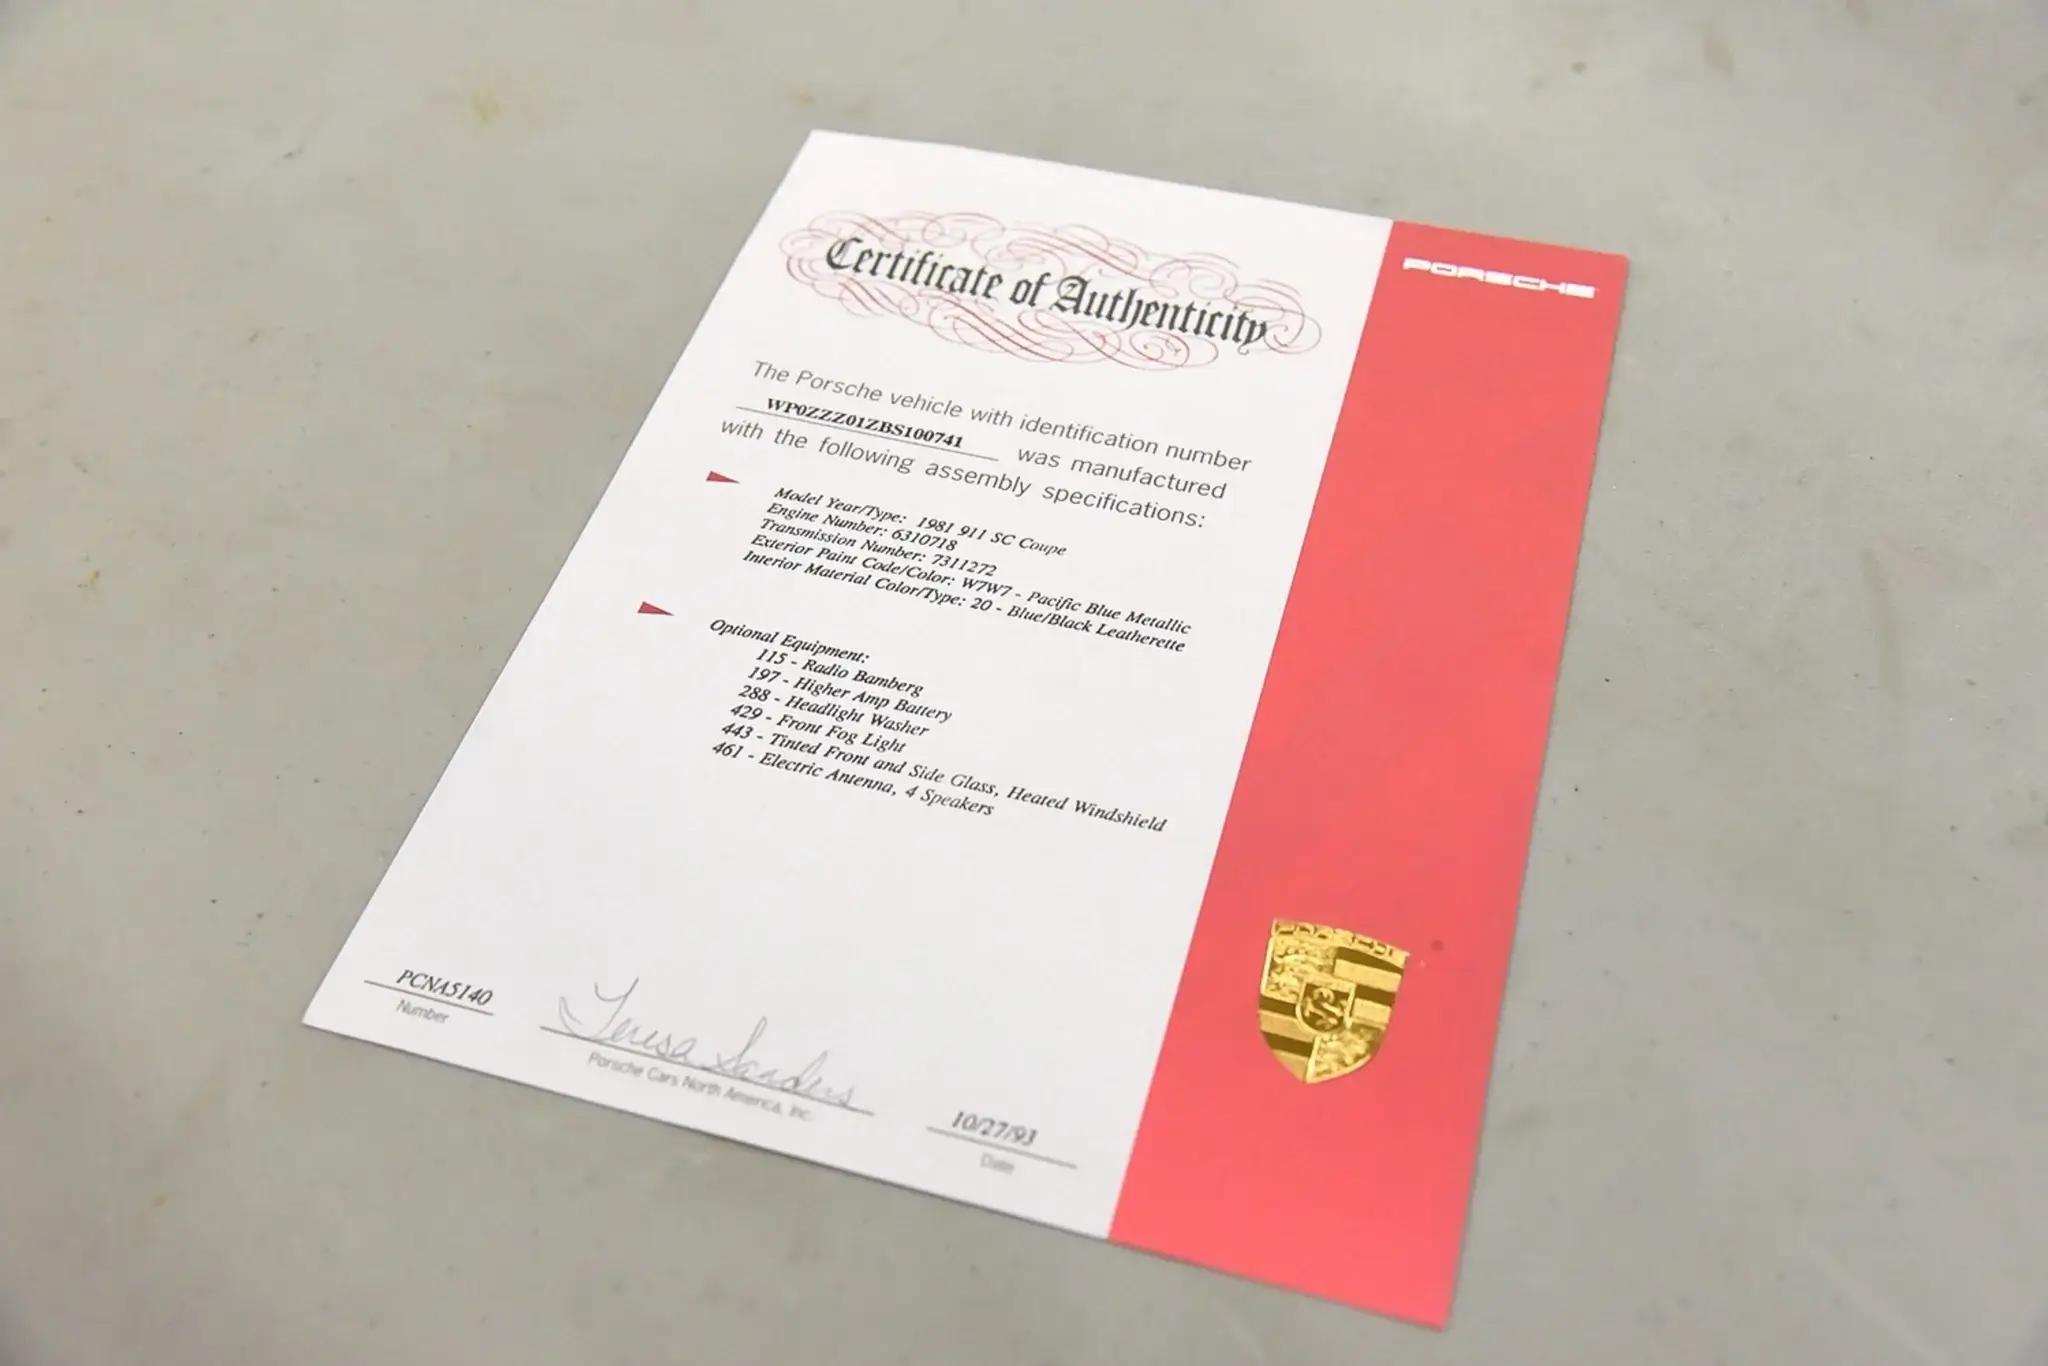 Certificate of Authenticity
PORSCHE
The Porsche vehicle with identification number
WP0ZZZ01ZBS100741 was manufactured
with the following assembly specifications:
Model Year/Type: 1981 911 SC Coupe
Engine Number: 6310718
Transmission Number: 7311272
Exterior Paint Code/Color: W7W7 - Pacific Blue Metallic
Interior Material Color/Type: 20 - Blue/Black Leatherette
Optional Equipment:
115 - Radio Bamberg
197 - Higher Amp Battery
288 - Headlight Washer
429 - Front Fog Light
443 - Tinted Front and Side Glass, Heated Windshield
461 - Electric Antenna, 4 Speakers
PORSCHE
PCNA5140
Number
Teresa Sanders
Porsche Cars North America, Inc.
10/27/93
Date